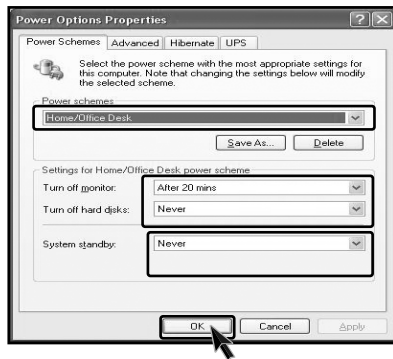 Power Options Properties
Power Schemes Advanced Hibernate UPS
Select the power scheme with the most appropriate settings for
this computer. Note that changing the settings below will modify
the selected scheme.
Power schemes
Home/Office Desk
Save As... Delete
Settings for Home/Office Desk power scheme
Turn off monitor: After 20 mins
Turn off hard disks: Never
System standby: Never
OK Cancel Apply